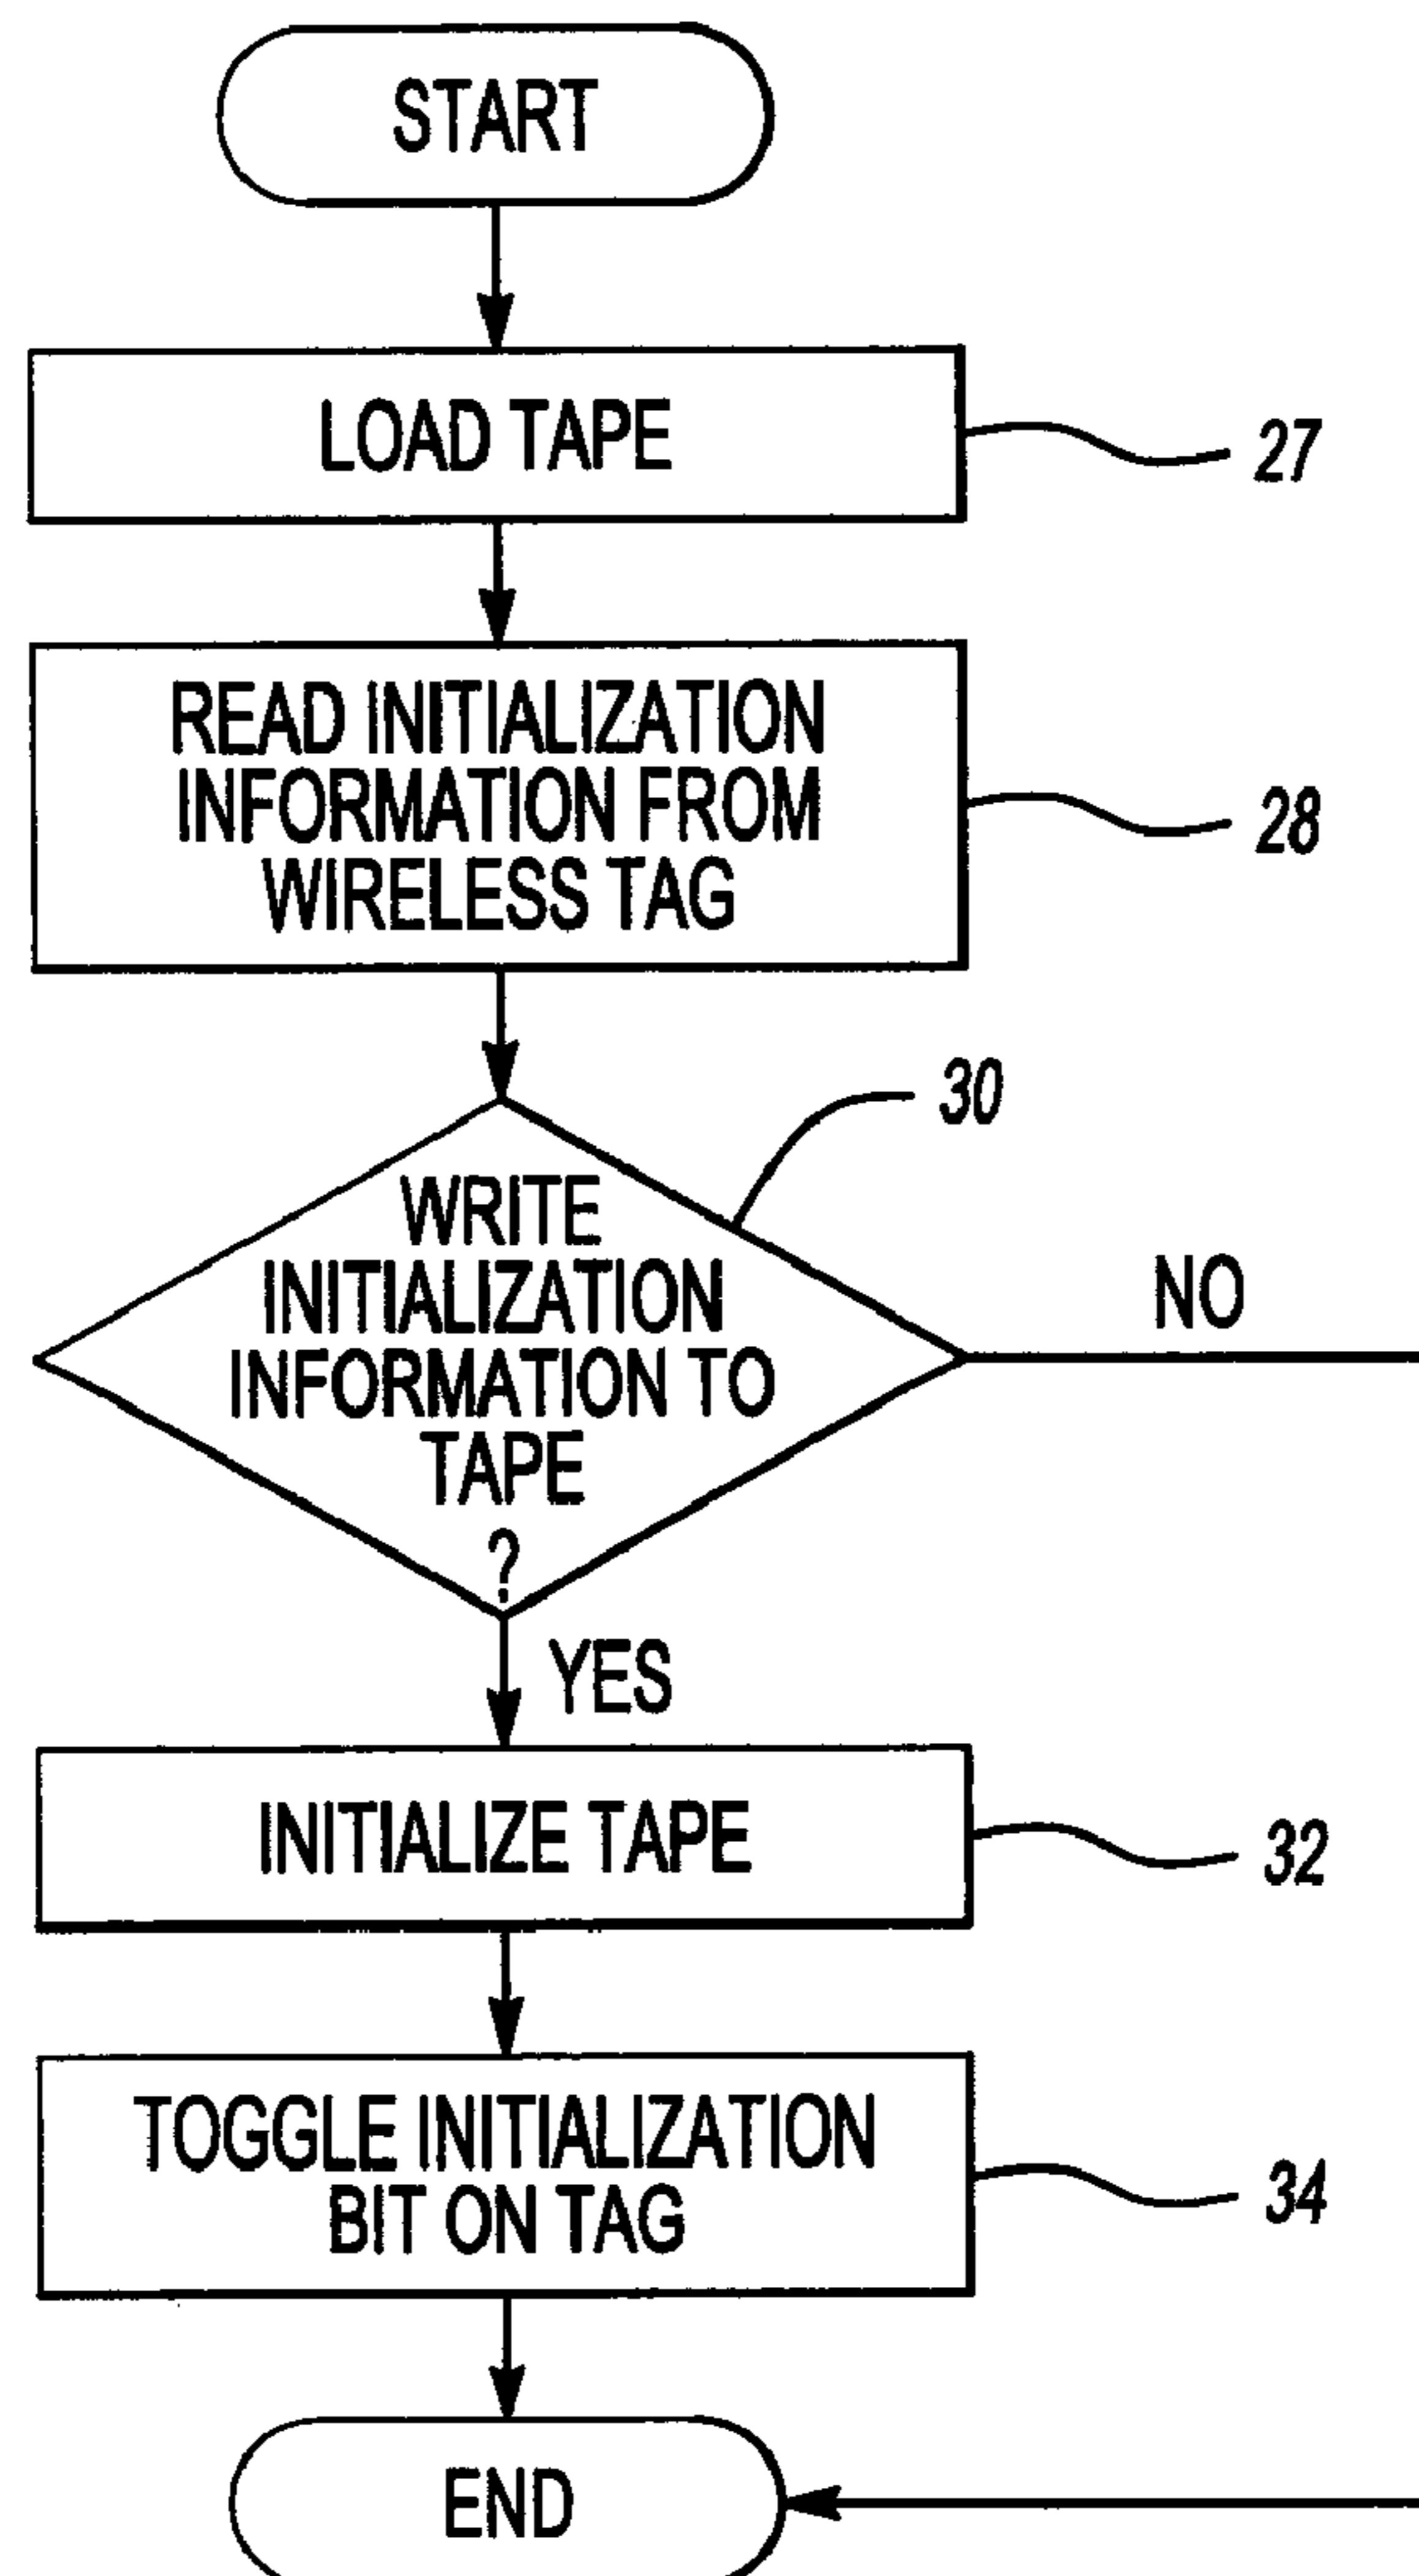 START
LOAD TAPE
27
READ INITIALIZATION
INFORMATION FROM
WIRELESS TAG
28
30
WRITE
INITIALIZATION
INFORMATION TO
TAPE
?
NO
YES
INITIALIZE TAPE
32
TOGGLE INITIALIZATION
BIT ON TAG
34
END